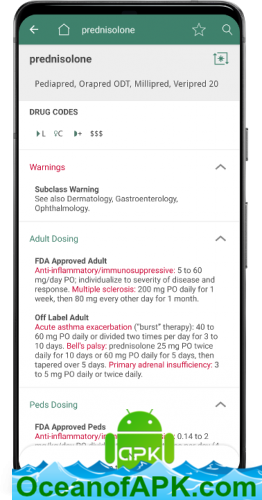 prednisolone
prednisolone
Pediapred, Orapred ODT, Millipred, Veripred 20
DRUG CODES
L ♀C + $$$
Warnings
Subclass Warning
See also Dermatology, Gastroenterology,
Ophthalmology.
Adult Dosing
FDA Approved Adult
Anti-inflammatory/immunosuppressive: 5 to 60
mg/day PO; individualize to severity of disease and
response. Multiple sclerosis: 200 mg PO daily for 1
week, then 80 mg every other day for 1 month.
Off Label Adult
Acute asthma exacerbation ("burst" therapy): 40 to
60 mg PO daily or divided two times per day for 3 to
10 days. Bell's palsy: prednisolone 25 mg PO twice
daily for 10 days or 60 mg PO daily for 5 days, then
tapered over 5 days. Primary adrenal insufficiency: 3
to 5 mg PO daily or twice daily.
Peds Dosing
FDA Approved Peds
Anti-inflammatory/ : 0.14 to 2
APK
OceanofAPK.com